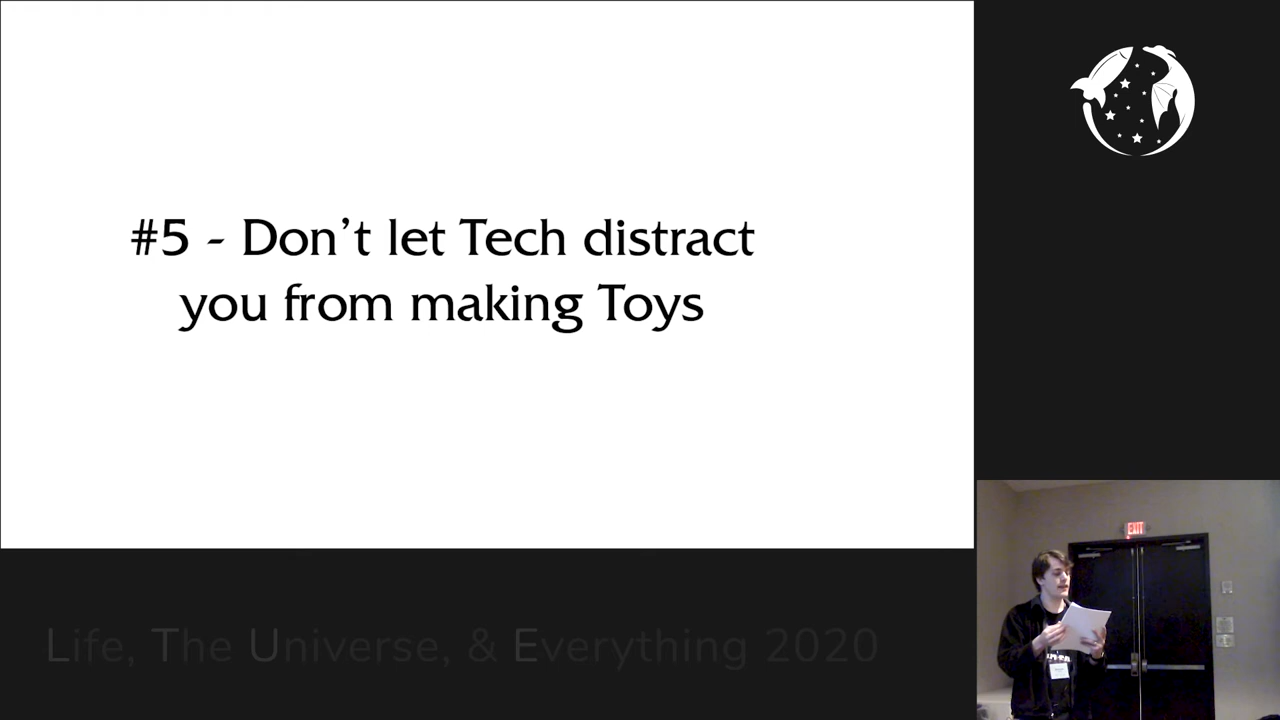 #5 - Don't let Tech distract
you from making Toys
EXIT
Life, The Universe, & Everything 2020